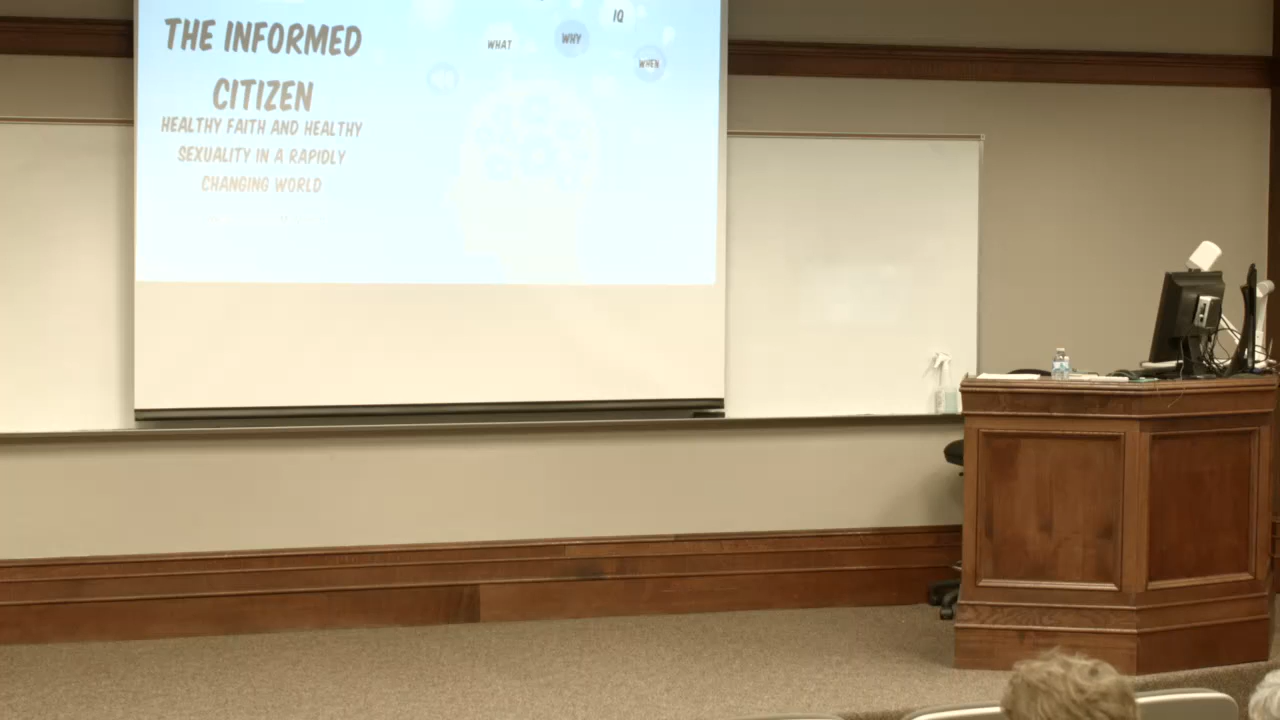 THE INFORMED
CITIZEN
HEALTHY FAITH AND HEALTHY
SEXUALITY IN A RAPIDLY
CHANGING WORLD
IQ
WHAT
WHY
WHEN